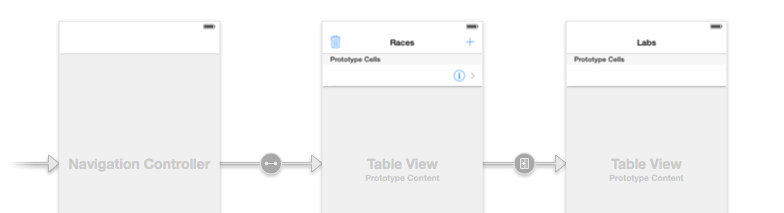 Races
Labs
Prototype Cells
Prototype Cells
Navigation Controller
Table View
Prototype Content
Table View
Prototype Content